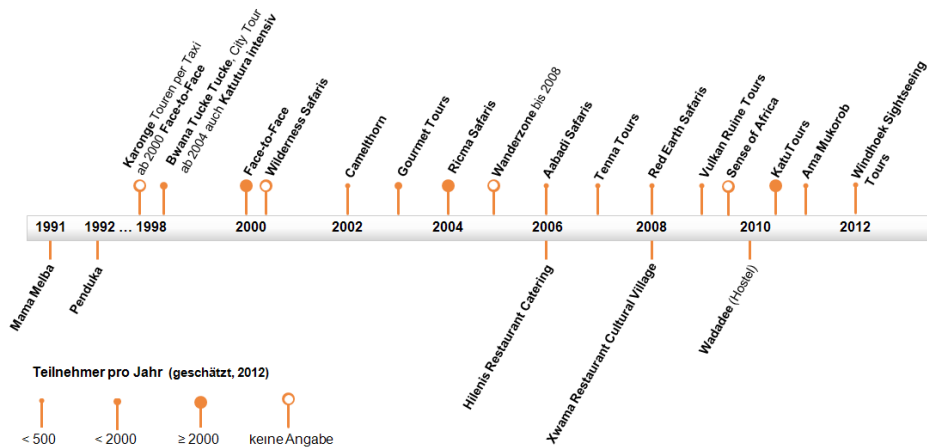 Karonge Touren per Taxi
ab 2000 Face-to-Face
Bwana Tucke Tucke, City Tour
ab 2004 auch Katutura intensiv
Face-to-Face
Wilderness Safaris
Camelthorn
Gourmet Tours
Ricma Safaris
Wanderzone bis 2008
Aabadi Safaris
Tenna Tours
Red Earth Safaris
Vulkan Ruine Tours
Sense of Africa
KatuTours
Ama Mukorob
Windhoek Sightseeing
Tours
1991 1992 ... 1998 2000 2002 2004 2006 2008 2010 2012
Mama Melba
Penduka
Hilenis Restaurant Catering
Xwama Restaurant Cultural Village
Wadadee (Hostel)
Teilnehmer pro Jahr (geschätzt, 2012)
< 500 < 2000 ≥ 2000 keine Angabe